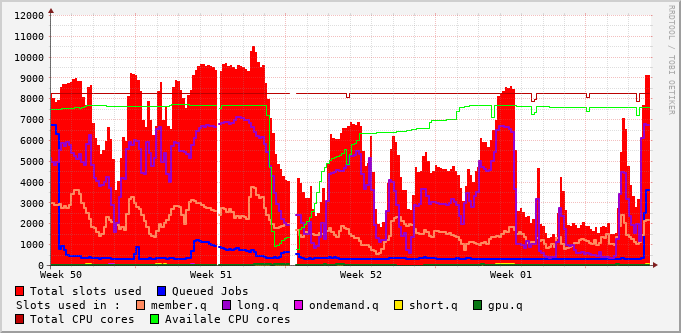 12000
11000
10000
9000
8000
7000
6000
5000
4000
3000
2000
1000
0
Week 50 Week 51 Week 52 Week 01
Total slots used Queued Jobs
Slots used in : member.q long.q ondemand.q short.q gpu.q
Total CPU cores Availale CPU cores
RRDTOOL / TOBI OETIKER